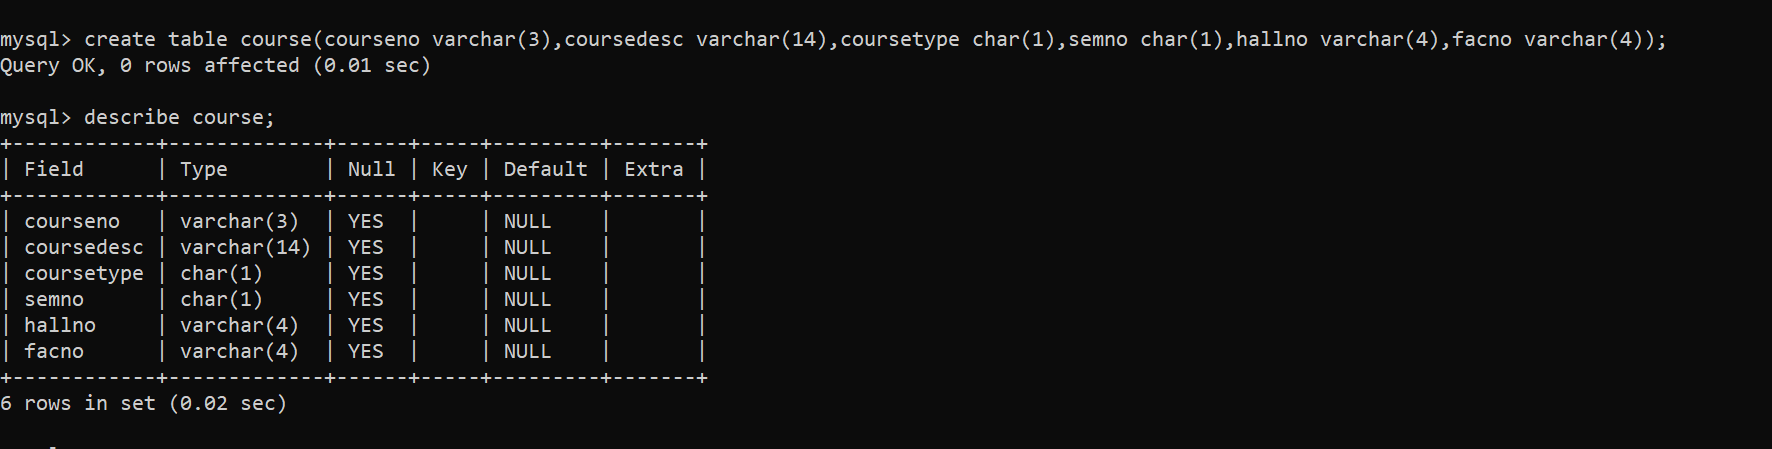 mysql> create table course(courseno varchar(3),coursedesc varchar(14),coursetype char(1),semno char(1),hallno varchar(4),facno varchar(4));
Query OK, 0 rows affected (0.01 sec)
mysql> describe course;
+------------+-------------+------+-----+---------+-------+
| Field      | Type        | Null | Key | Default | Extra |
+------------+-------------+------+-----+---------+-------+
| courseno   | varchar(3)  | YES  |     | NULL    |       |
| coursedesc | varchar(14) | YES  |     | NULL    |       |
| coursetype | char(1)     | YES  |     | NULL    |       |
| semno      | char(1)     | YES  |     | NULL    |       |
| hallno     | varchar(4)  | YES  |     | NULL    |       |
| facno      | varchar(4)  | YES  |     | NULL    |       |
+------------+-------------+------+-----+---------+-------+
6 rows in set (0.02 sec)